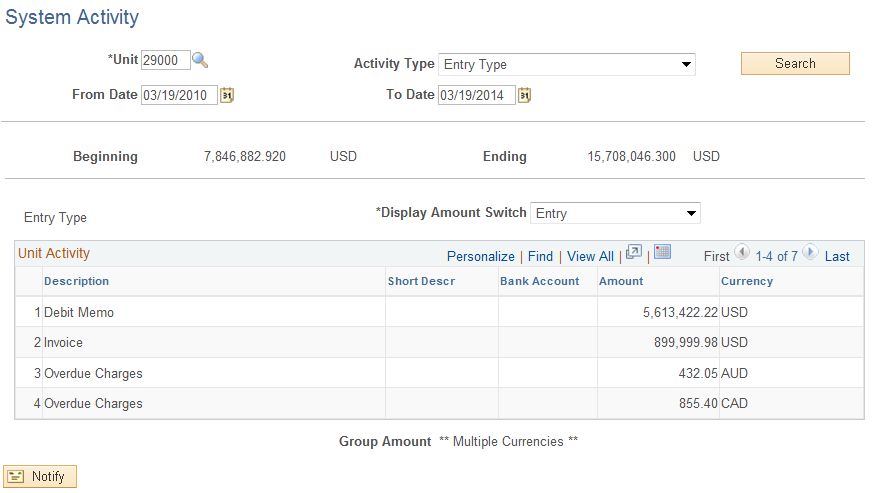 System Activity
*Unit 29000 Activity Type Entry Type Search
From Date 03/19/2010 31 To Date 03/19/2014 31
Beginning 7,846,882.920 USD Ending 15,708,046.300 USD
Entry Type *Display Amount Switch Entry
Unit Activity Personalize | Find | View All | | First 1-4 of 7 Last
Description Short Descr Bank Account Amount Currency
1 Debit Memo 5,613,422.22 USD
2 Invoice 899,999.98 USD
3 Overdue Charges 432.05 AUD
4 Overdue Charges 855.40 CAD
Group Amount ** Multiple Currencies **
Notify